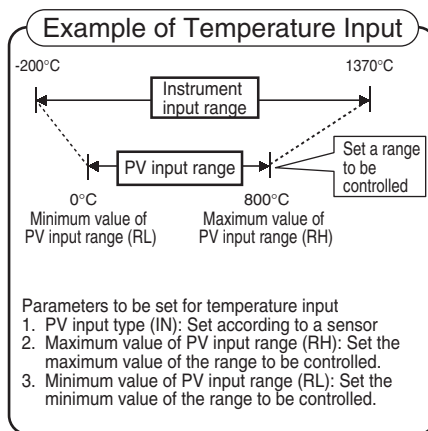 Example of Temperature Input
-200°C 1370°C
Instrument
input range
PV input range
Set a range
to be
controlled
0°C 800°C
Minimum value of Maximum value of
PV input range (RL) PV input range (RH)
Parameters to be set for temperature input
1. PV input type (IN): Set according to a sensor
2. Maximum value of PV input range (RH): Set the
maximum value of the range to be controlled.
3. Minimum value of PV input range (RL): Set the
minimum value of the range to be controlled.